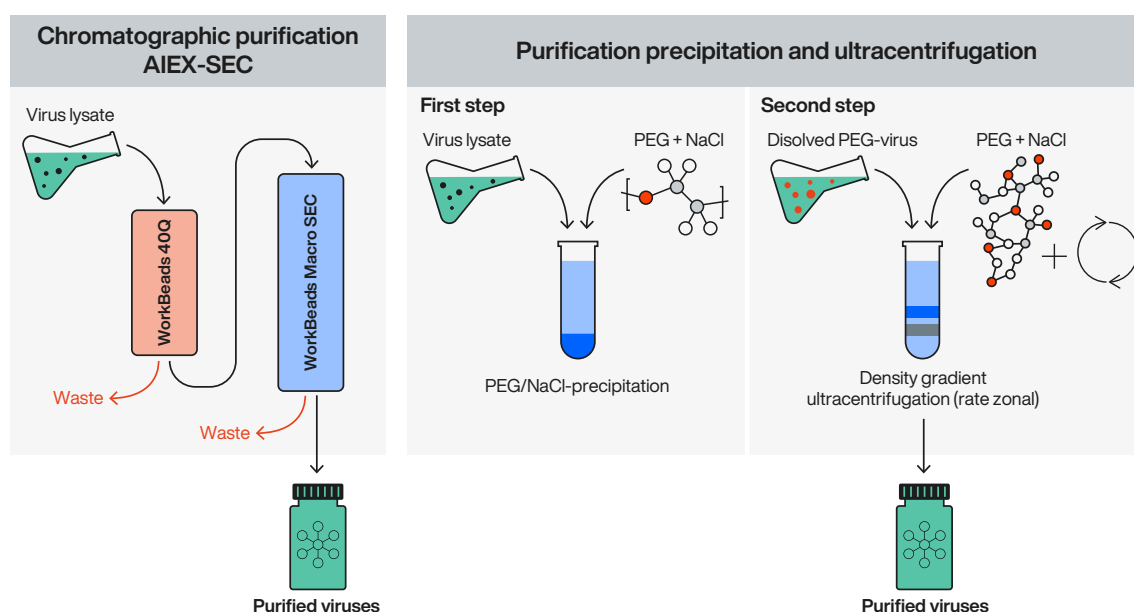 Chromatographic purification
AIEX-SEC
Virus lysate
WorkBeads 40Q
WorkBeads Macro SEC
Waste
Waste
Purified viruses
Purification precipitation and ultracentrifugation
First step
Virus lysate
PEG + NaCl
PEG/NaCl-precipitation
Second step
Disolved PEG-virus
PEG + NaCl
Density gradient
ultracentrifugation (rate zonal)
Purified viruses